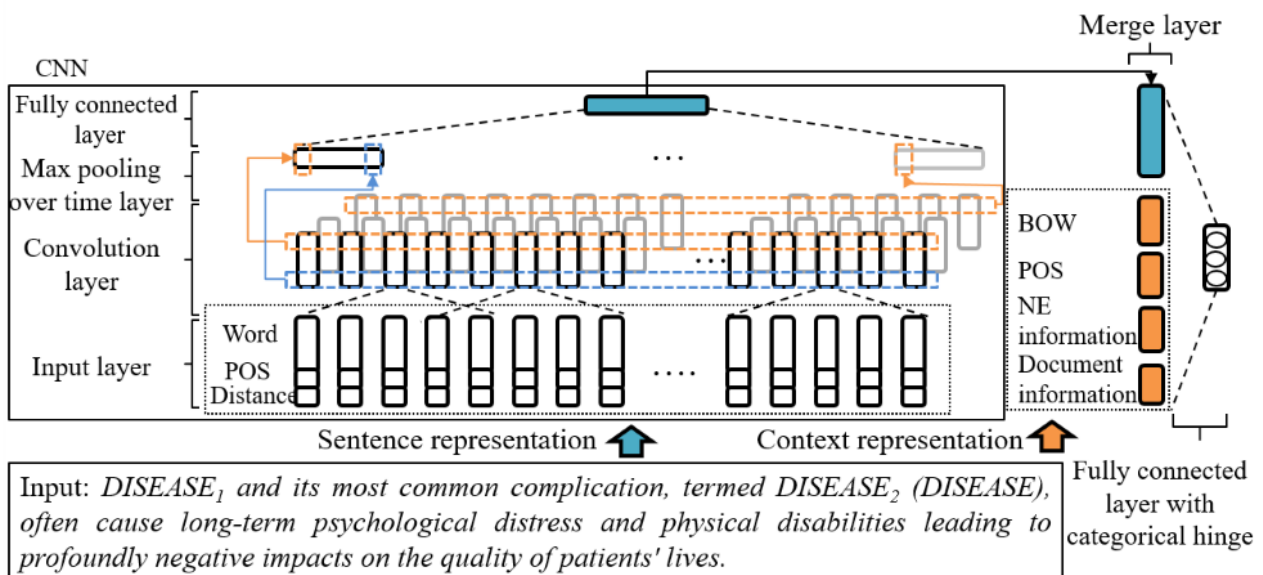 Merge layer
CNN
Fully connected
layer
Max pooling
over time layer
Convolution
layer
Input layer
Word
POS
Distance
BOW
POS
NE
information
Document
information
Sentence representation
Context representation
Fully connected
layer with
categorical hinge
Input: DISEASE₁ and its most common complication, termed DISEASE₂ (DISEASE),
often cause long-term psychological distress and physical disabilities leading to
profoundly negative impacts on the quality of patients' lives.